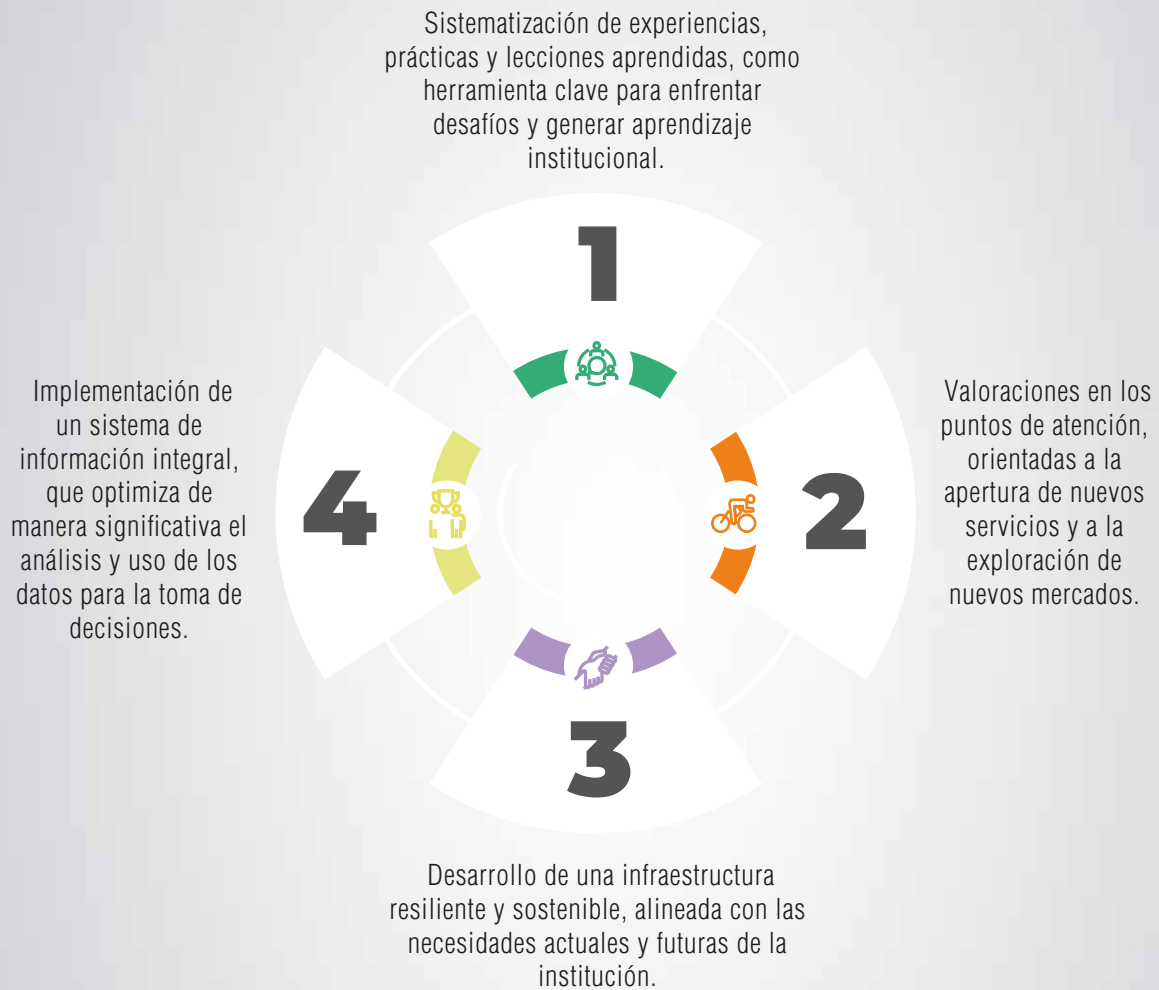 Sistematización de experiencias,
prácticas y lecciones aprendidas, como
herramienta clave para enfrentar
desafíos y generar aprendizaje
institucional.
1
Valoraciones en los
puntos de atención,
orientadas a la
apertura de nuevos
servicios y a la
exploración de
nuevos mercados.
2
Desarrollo de una infraestructura
resiliente y sostenible, alineada con las
necesidades actuales y futuras de la
institución.
3
Implementación de
un sistema de
información integral,
que optimiza de
manera significativa el
análisis y uso de los
datos para la toma de
decisiones.
4